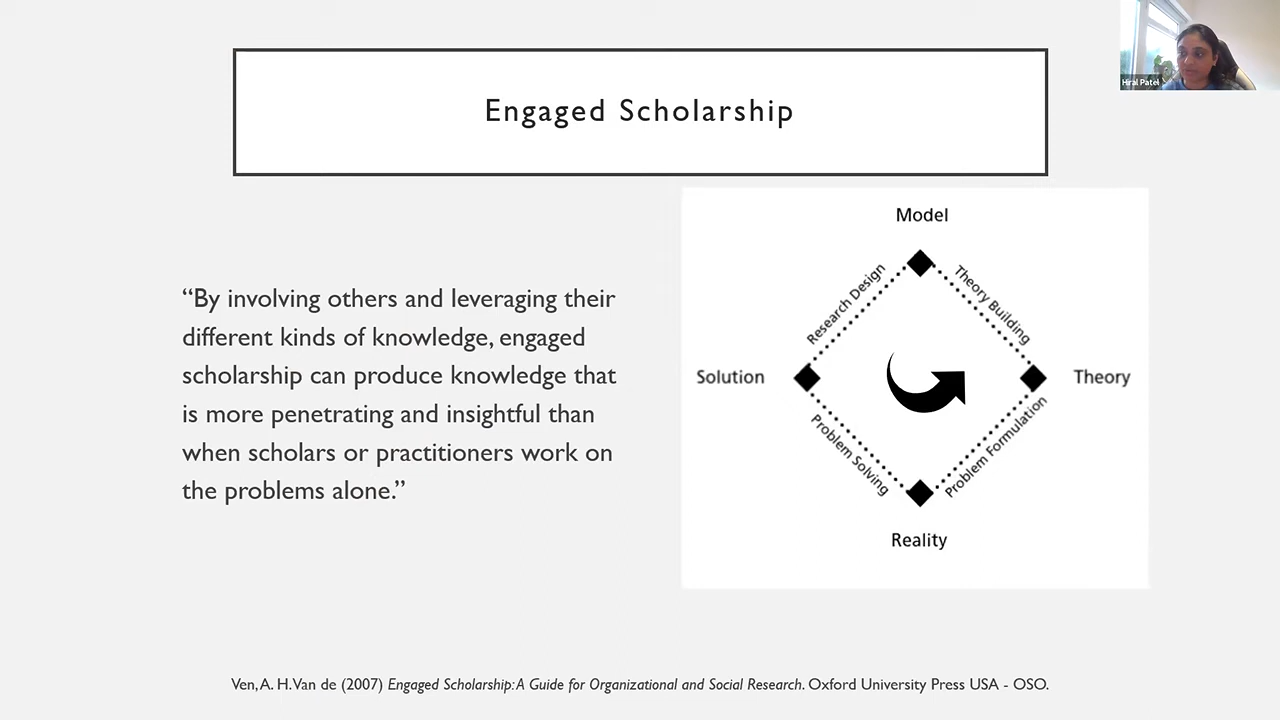 Hiral Patel
Engaged Scholarship
“By involving others and leveraging their
different kinds of knowledge, engaged
scholarship can produce knowledge that
is more penetrating and insightful than
when scholars or practitioners work on
the problems alone.”
Model
Research Design
Theory Building
Solution
Theory
Problem Solving
Problem Formulation
Reality
Ven, A. H. Van de (2007) Engaged Scholarship: A Guide for Organizational and Social Research. Oxford University Press USA - OSO.